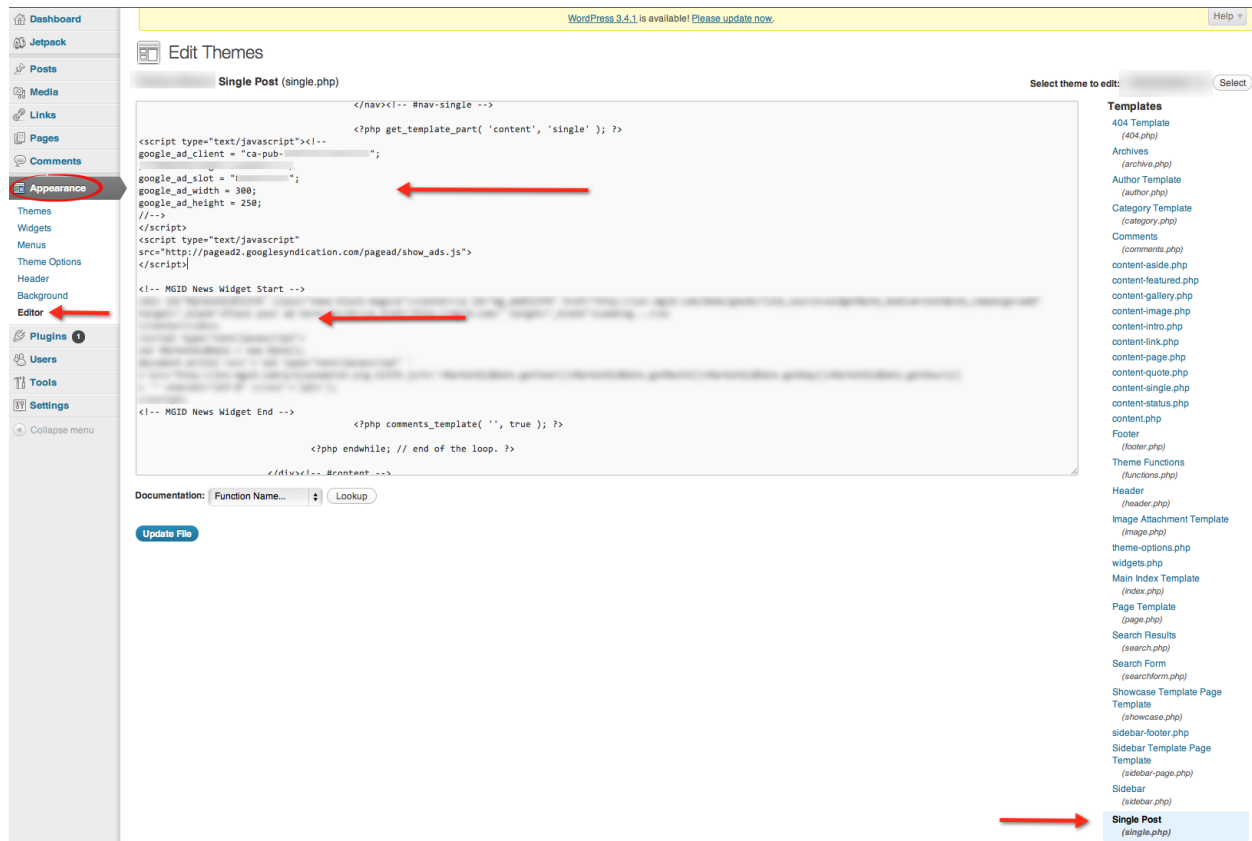 Dashboard
Jetpack
Posts
Media
Links
Pages
Comments
Appearance
Themes
Widgets
Menus
Theme Options
Header
Background
Editor
Plugins 1
Users
Tools
Settings
Collapse menu
WordPress 3.4.1 is available! Please update now.
Help
Edit Themes
Single Post (single.php)
Select theme to edit:
Select
</nav><!-- #nav-single -->
<?php get_template_part( 'content', 'single' ); ?>
<script type="text/javascript"><!--
google_ad_client = "ca-pub- ";
google_ad_slot = " ";
google_ad_width = 300;
google_ad_height = 250;
//-->
</script>
<script type="text/javascript"
src="http://pagead2.googlesyndication.com/pagead/show_ads.js">
</script>
<!-- MGID News Widget Start -->
<!-- MGID News Widget End -->
<?php comments_template( '', true ); ?>
<?php endwhile; // end of the loop. ?>
</div><!-- #content -->
Documentation:
Function Name...
Lookup
Update File
Templates
404 Template
(404.php)
Archives
(archive.php)
Author Template
(author.php)
Category Template
(category.php)
Comments
(comments.php)
content-aside.php
content-featured.php
content-gallery.php
content-image.php
content-intro.php
content-link.php
content-page.php
content-quote.php
content-single.php
content-status.php
content.php
Footer
(footer.php)
Theme Functions
(functions.php)
Header
(header.php)
Image Attachment Template
(image.php)
theme-options.php
widgets.php
Main Index Template
(index.php)
Page Template
(page.php)
Search Results
(search.php)
Search Form
(searchform.php)
Showcase Template Page
Template
(showcase.php)
sidebar-footer.php
Sidebar Template Page
Template
(sidebar-page.php)
Sidebar
(sidebar.php)
Single Post
(single.php)